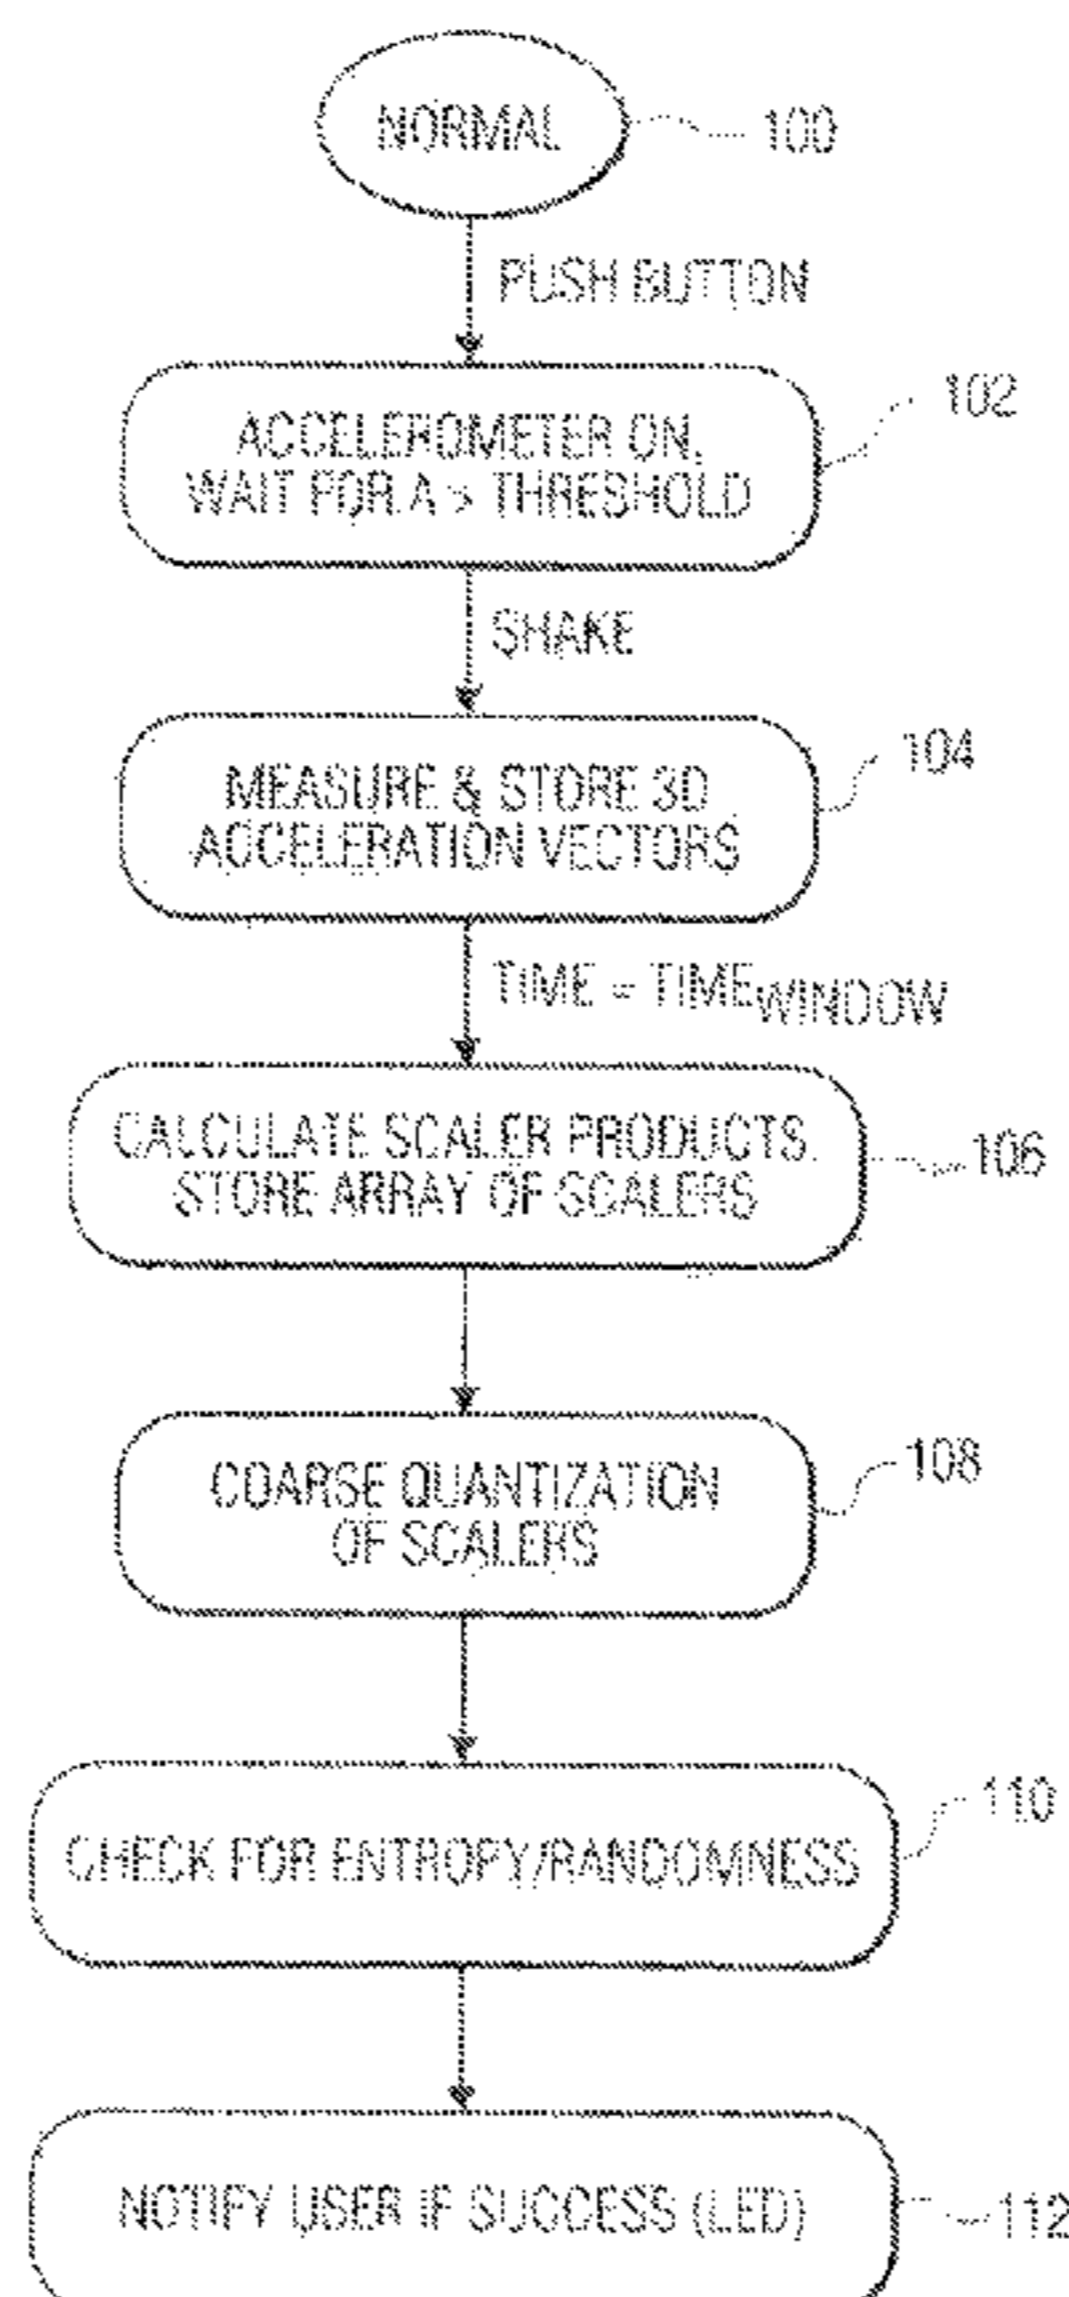 NORMAL
100
PUSH BUTTON
ACCELEROMETER ON,
WAIT FOR A > THRESHOLD
102
SHAKE
MEASURE & STORE 3D
ACCELERATION VECTORS
104
TIME = TIMEWINDOW
CALCULATE SCALER PRODUCTS.
STORE ARRAY OF SCALERS
106
COARSE QUANTIZATION
OF SCALERS
108
CHECK FOR ENTROPY/RANDOMNESS
110
NOTIFY USER IF SUCCESS (LED)
112